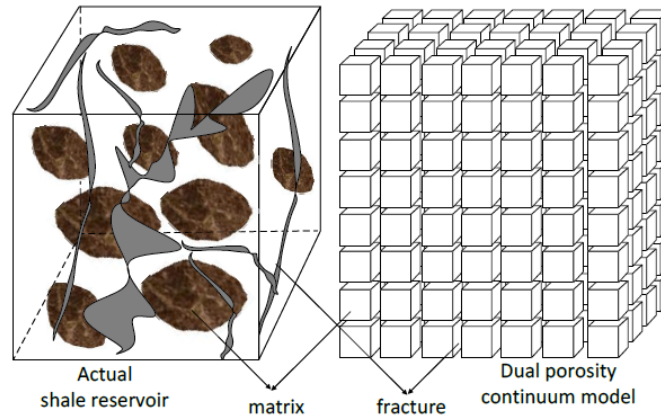 Actual
shale reservoir
matrix
fracture
Dual porosity
continuum model